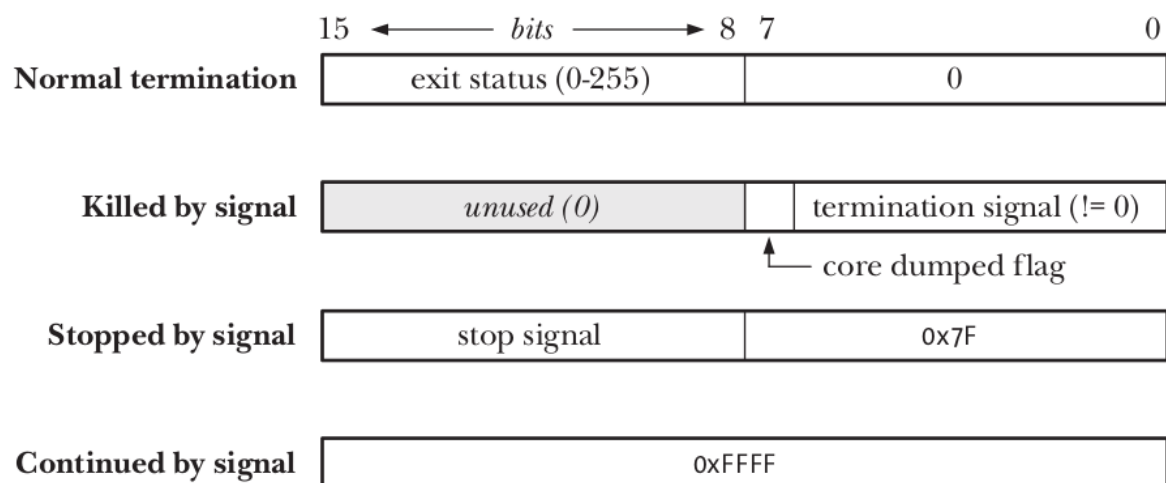 15 bits 8 7 0
Normal termination exit status (0-255) 0
Killed by signal unused (0) termination signal (!= 0)
core dumped flag
Stopped by signal stop signal 0x7F
Continued by signal 0xFFFF